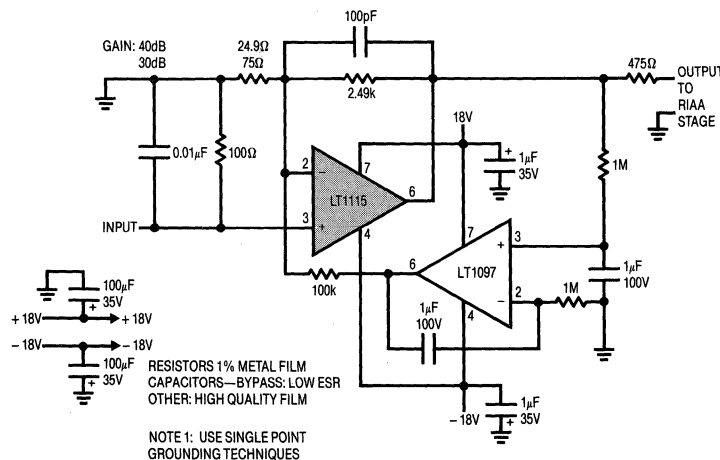 100pF
GAIN: 40dB
30dB
24.9Ω
75Ω
2.49k
475Ω
OUTPUT
TO
RIAA
STAGE
18V
0.01μF
100Ω
2
−
7
LT1115
6
3
+
4
INPUT
+
1μF
35V
1M
7
+
3
6
LT1097
−
2
4
1μF
100V
1M
100k
1μF
100V
100μF
35V
+
+ 18V
+ 18V
− 18V
− 18V
100μF
35V
+
RESISTORS 1% METAL FILM
CAPACITORS—BYPASS: LOW ESR
OTHER: HIGH QUALITY FILM
− 18V
1μF
+ 35V
NOTE 1: USE SINGLE POINT
GROUNDING TECHNIQUES